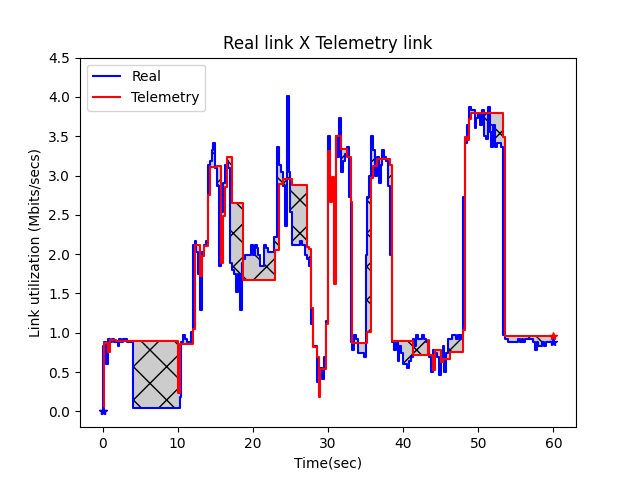 Real link X Telemetry link
Real
Telemetry
Link utilization (Mbits/secs)
4.5
4.0
3.5
3.0
2.5
2.0
1.5
1.0
0.5
0.0
0 10 20 30 40 50 60
Time(sec)